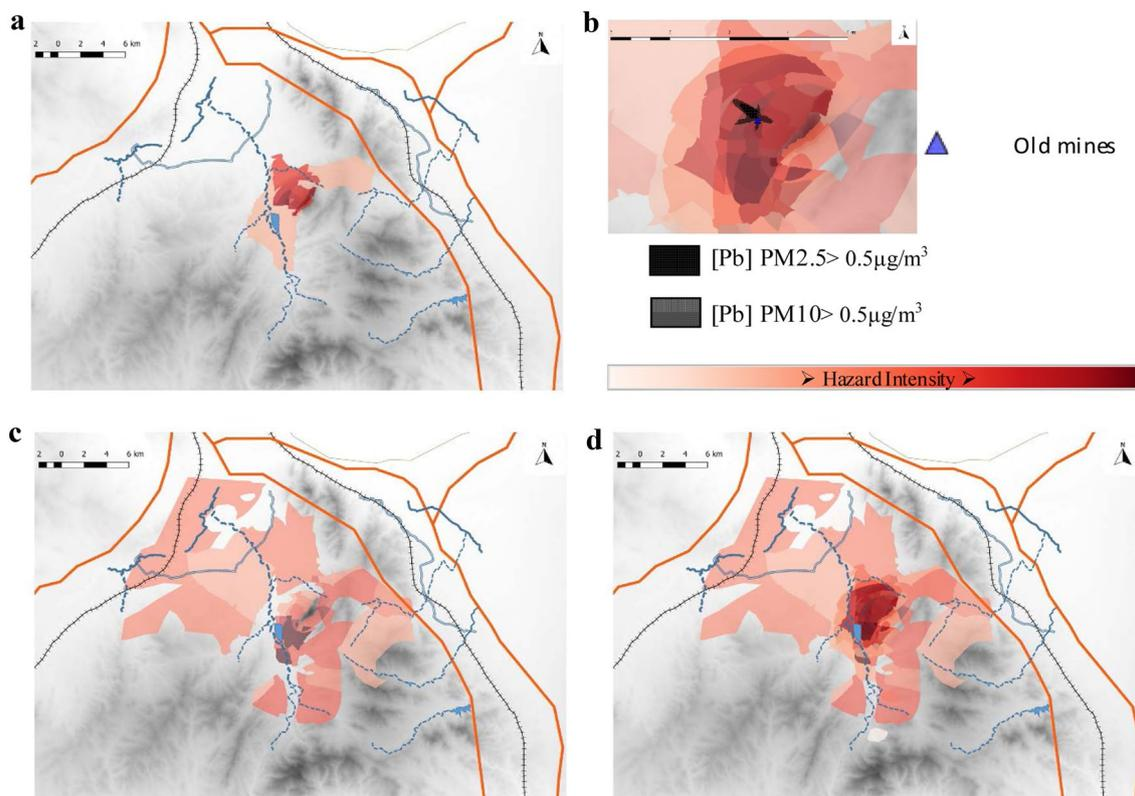 a
2 0 2 4 6 km
N
b
Old mines
[Pb] PM2.5> 0.5µg/m³
[Pb] PM10> 0.5µg/m³
➢ Hazard Intensity ➢
c
2 0 2 4 6 km
N
d
2 0 2 4 6 km
N